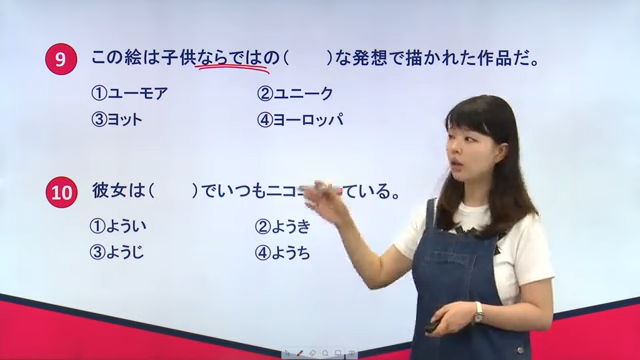 9 この絵は子供ならではの(　　)な発想で描かれた作品だ。
①ユーモア ②ユニーク
③ヨット ④ヨーロッパ
10 彼女は(　　)でいつもニコニ ている。
①ようい ②ようき
③ようじ ④ようち